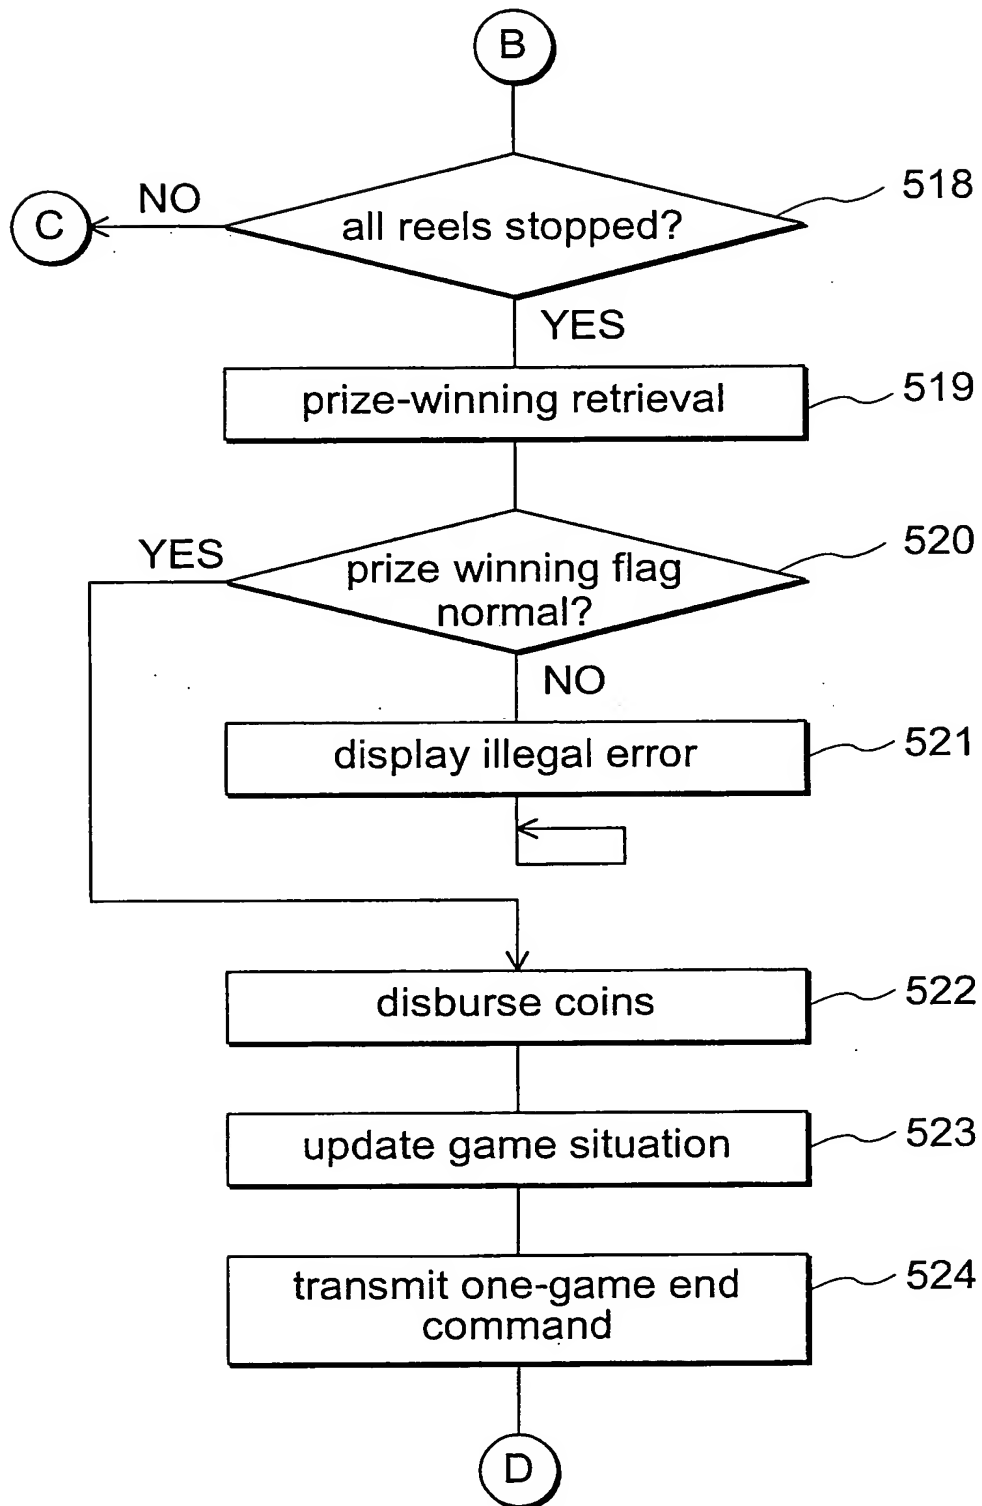 B
518
NO
C
all reels stopped?
YES
prize-winning retrieval
519
520
YES
prize winning flag
normal?
NO
display illegal error
521
disburse coins
522
update game situation
523
transmit one-game end
command
524
D